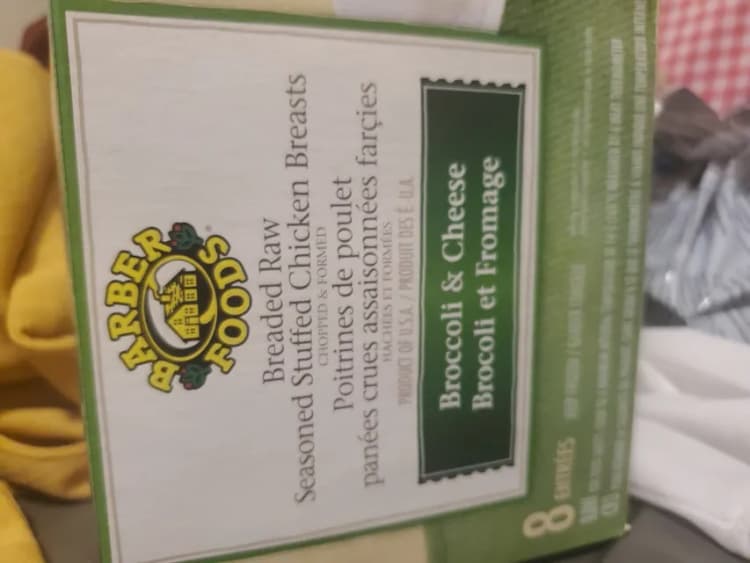 BARBER
FOODS
Breaded Raw
Seasoned Stuffed Chicken Breasts
CHOPPED & FORMED
Poitrines de poulet
panées crues assaisonnées farçies
HACHÉES ET FORMÉES
PRODUCT OF U.S.A. / PRODUIT DES É.-U.A.
Broccoli & Cheese
Brocoli et Fromage
8 ENTRÉES